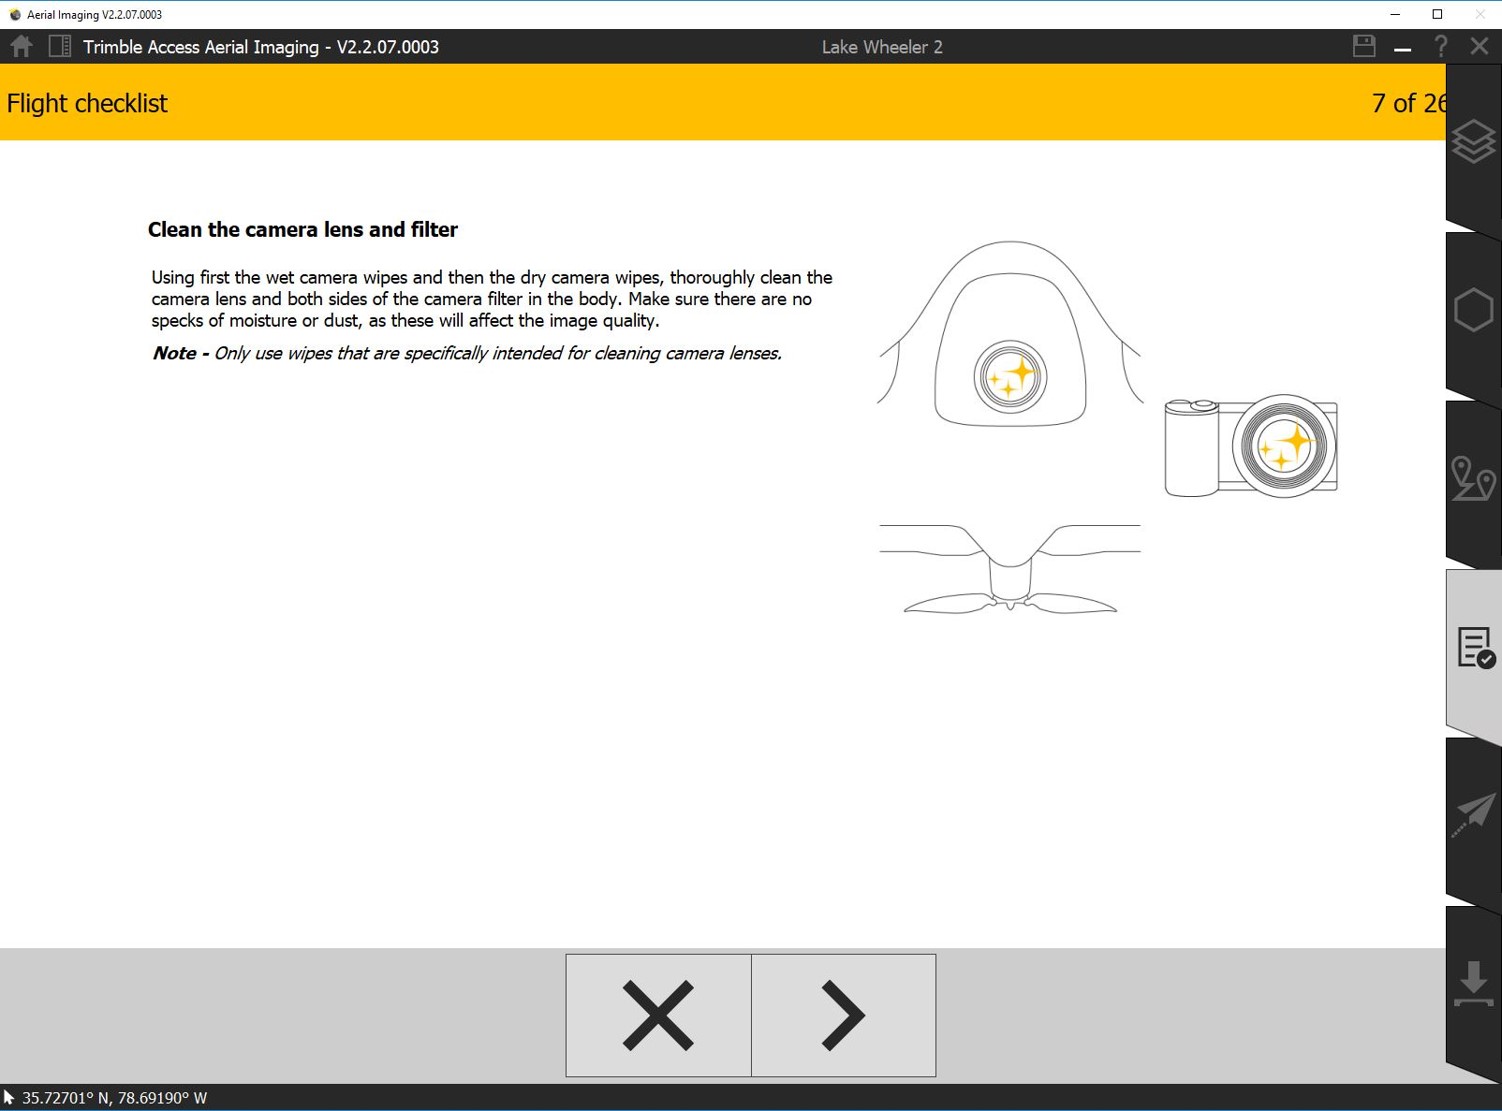 Aerial Imaging V2.2.07.0003
Trimble Access Aerial Imaging - V2.2.07.0003
Lake Wheeler 2
?
Flight checklist
7 of 26
Clean the camera lens and filter
Using first the wet camera wipes and then the dry camera wipes, thoroughly clean the
camera lens and both sides of the camera filter in the body. Make sure there are no
specks of moisture or dust, as these will affect the image quality.
Note - Only use wipes that are specifically intended for cleaning camera lenses.
35.72701° N, 78.69190° W